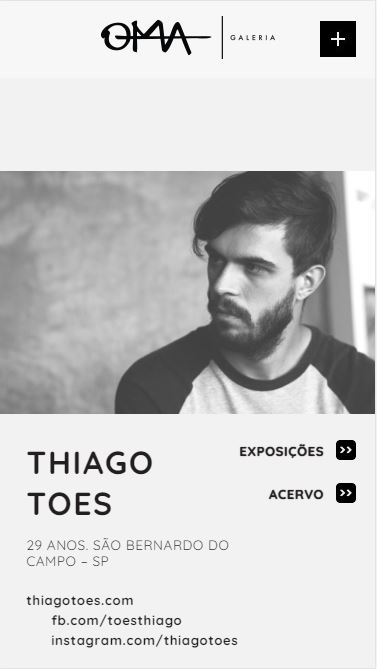 OMA GALERIA
THIAGO
TOES
EXPOSIÇÕES
ACERVO
29 ANOS. SÃO BERNARDO DO
CAMPO – SP
thiagotoes.com
fb.com/toesthiago
instagram.com/thiagotoes